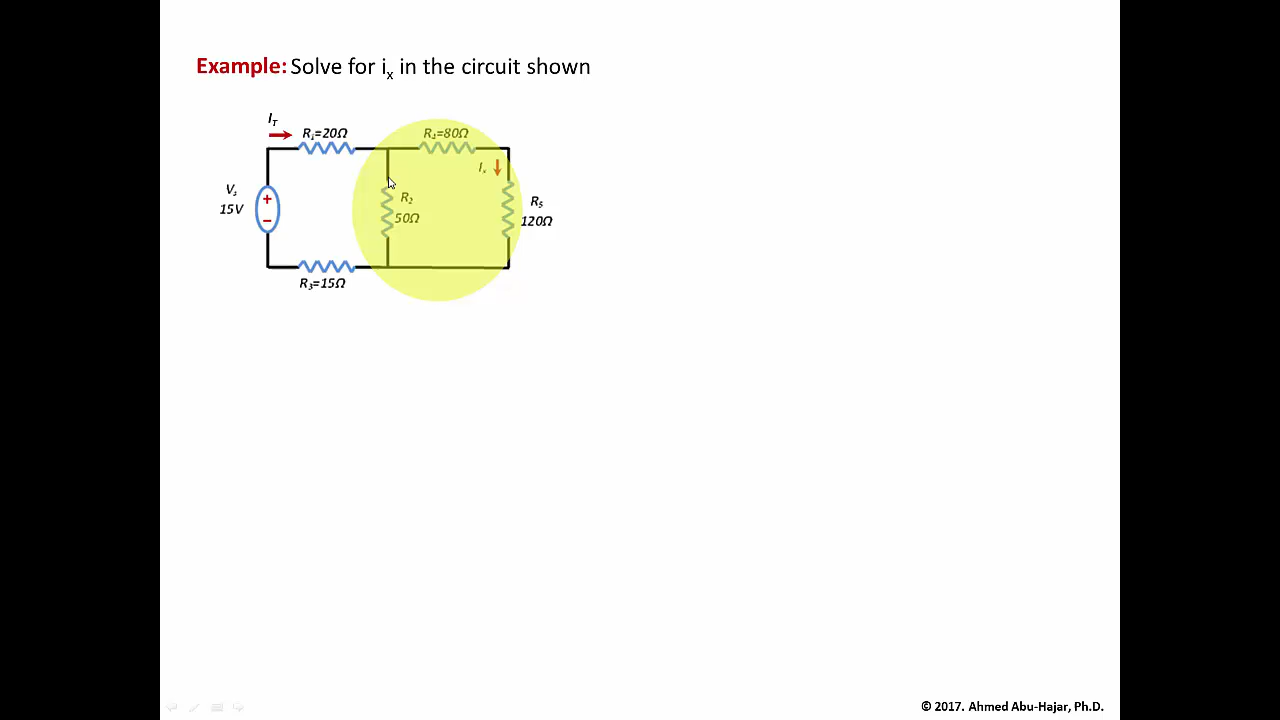 Example: Solve for ix in the circuit shown
IT
R1=20Ω
R4=80Ω
Ix
Vs
15V
+
−
R2
50Ω
R5
120Ω
R3=15Ω
© 2017. Ahmed Abu-Hajar, Ph.D.